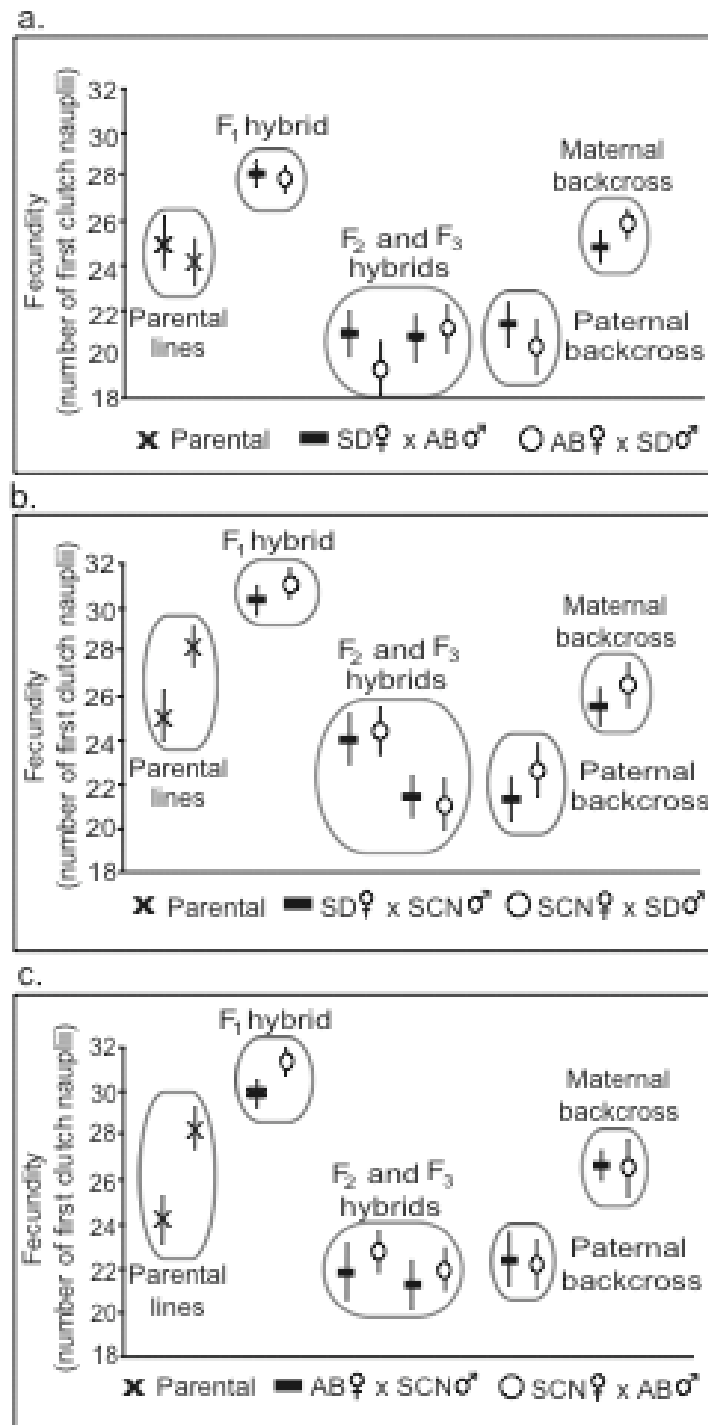 a.
Fecundity
(number of first clutch nauplii)
32
30
28
26
24
22
20
18
F1 hybrid
Parental
lines
F2 and F3
hybrids
Maternal
backcross
Paternal
backcross
x Parental SD♀ x AB♂ AB♀ x SD♂
b.
Fecundity
(number of first clutch nauplii)
32
30
28
26
24
22
20
18
F1 hybrid
Parental
lines
F2 and F3
hybrids
Maternal
backcross
Paternal
backcross
x Parental SD♀ x SCN♂ SCN♀ x SD♂
c.
Fecundity
(number of first clutch nauplii)
32
30
28
26
24
22
20
18
F1 hybrid
Parental
lines
F2 and F3
hybrids
Maternal
backcross
Paternal
backcross
x Parental AB♀ x SCN♂ SCN♀ x AB♂